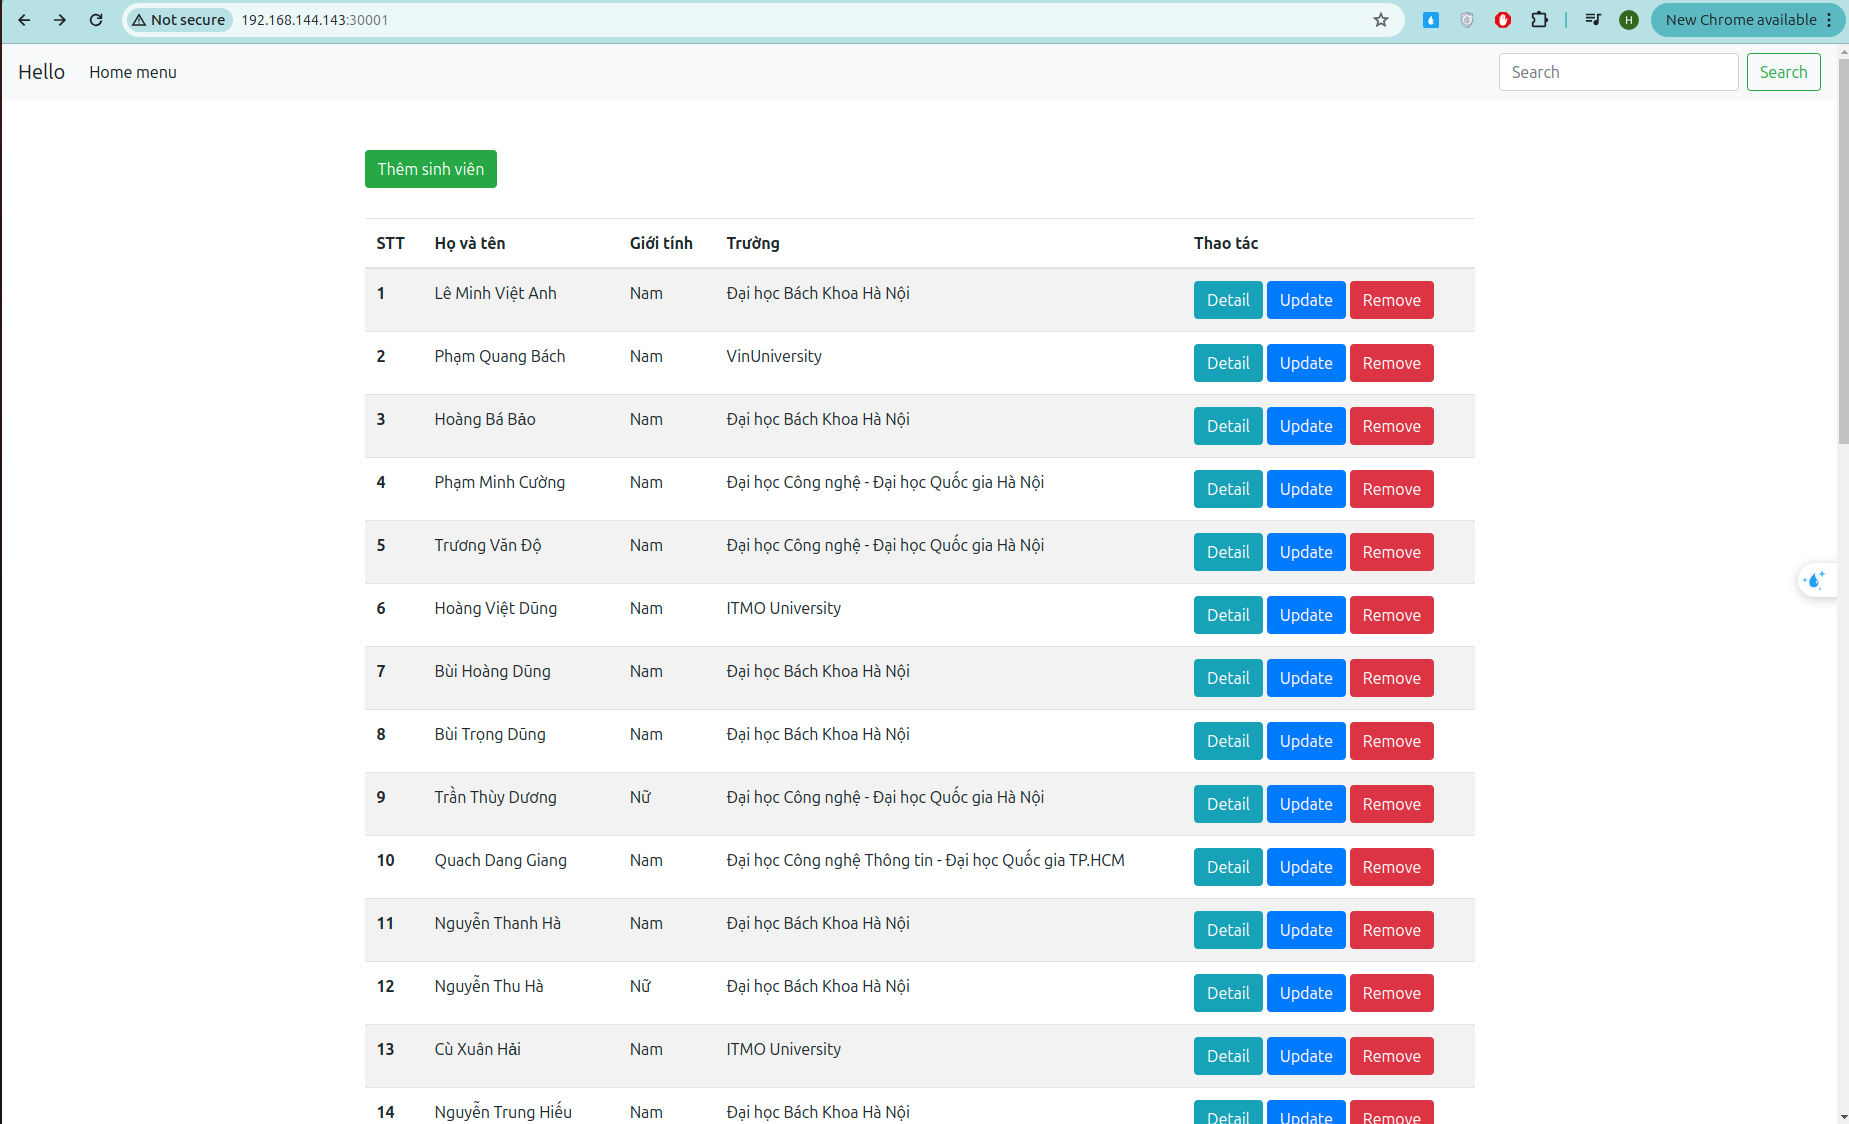 Not secure 192.168.144.143:30001 H New Chrome available
Hello Home menu Search Search
Thêm sinh viên
STT Họ và tên Giới tính Trường Thao tác
1 Lê Minh Việt Anh Nam Đại học Bách Khoa Hà Nội Detail Update Remove
2 Phạm Quang Bách Nam VinUniversity Detail Update Remove
3 Hoàng Bá Bảo Nam Đại học Bách Khoa Hà Nội Detail Update Remove
4 Phạm Minh Cường Nam Đại học Công nghệ - Đại học Quốc gia Hà Nội Detail Update Remove
5 Trương Văn Độ Nam Đại học Công nghệ - Đại học Quốc gia Hà Nội Detail Update Remove
6 Hoàng Việt Dũng Nam ITMO University Detail Update Remove
7 Bùi Hoàng Dũng Nam Đại học Bách Khoa Hà Nội Detail Update Remove
8 Bùi Trọng Dũng Nam Đại học Bách Khoa Hà Nội Detail Update Remove
9 Trần Thùy Dương Nữ Đại học Công nghệ - Đại học Quốc gia Hà Nội Detail Update Remove
10 Quach Dang Giang Nam Đại học Công nghệ Thông tin - Đại học Quốc gia TP.HCM Detail Update Remove
11 Nguyễn Thanh Hà Nam Đại học Bách Khoa Hà Nội Detail Update Remove
12 Nguyễn Thu Hà Nữ Đại học Bách Khoa Hà Nội Detail Update Remove
13 Cù Xuân Hải Nam ITMO University Detail Update Remove
14 Nguyễn Trung Hiếu Nam Đại học Bách Khoa Hà Nội Detail Update Remove